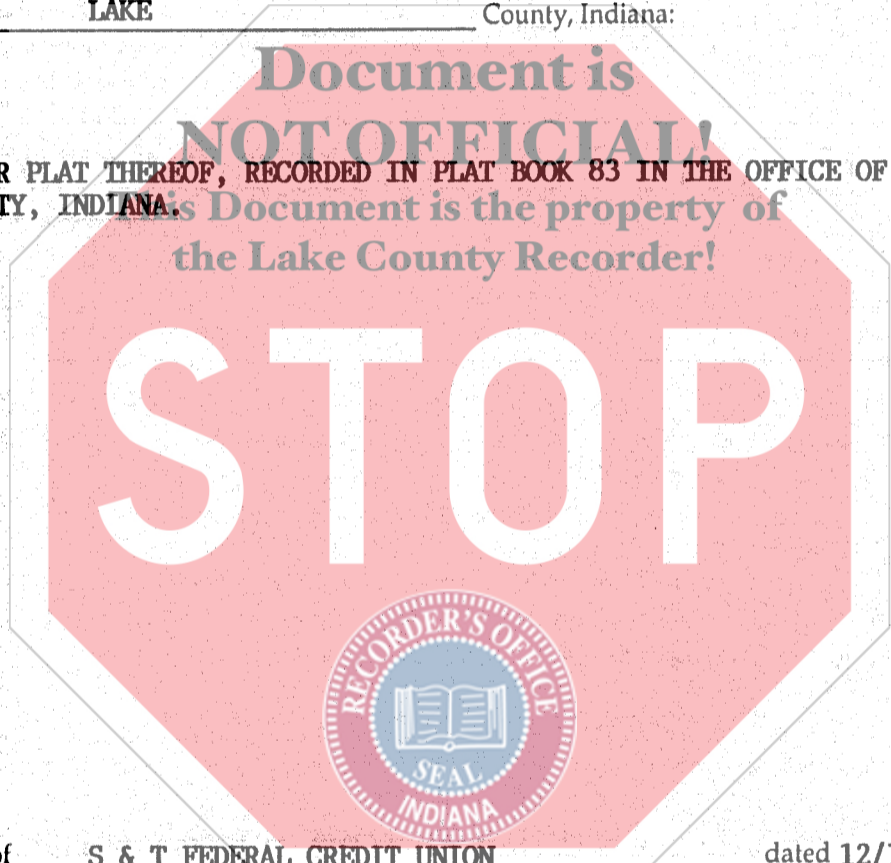 LAKE County, Indiana:
Document is
NOT OFFICIAL!
R PLAT THEREOF, RECORDED IN PLAT BOOK 83 IN THE OFFICE OF
TY, INDIANA.
This Document is the property of
the Lake County Recorder!
STOP
RECORDER'S OFFICE
SEAL
INDIANA
of S & T FEDERAL CREDIT UNION dated 12/